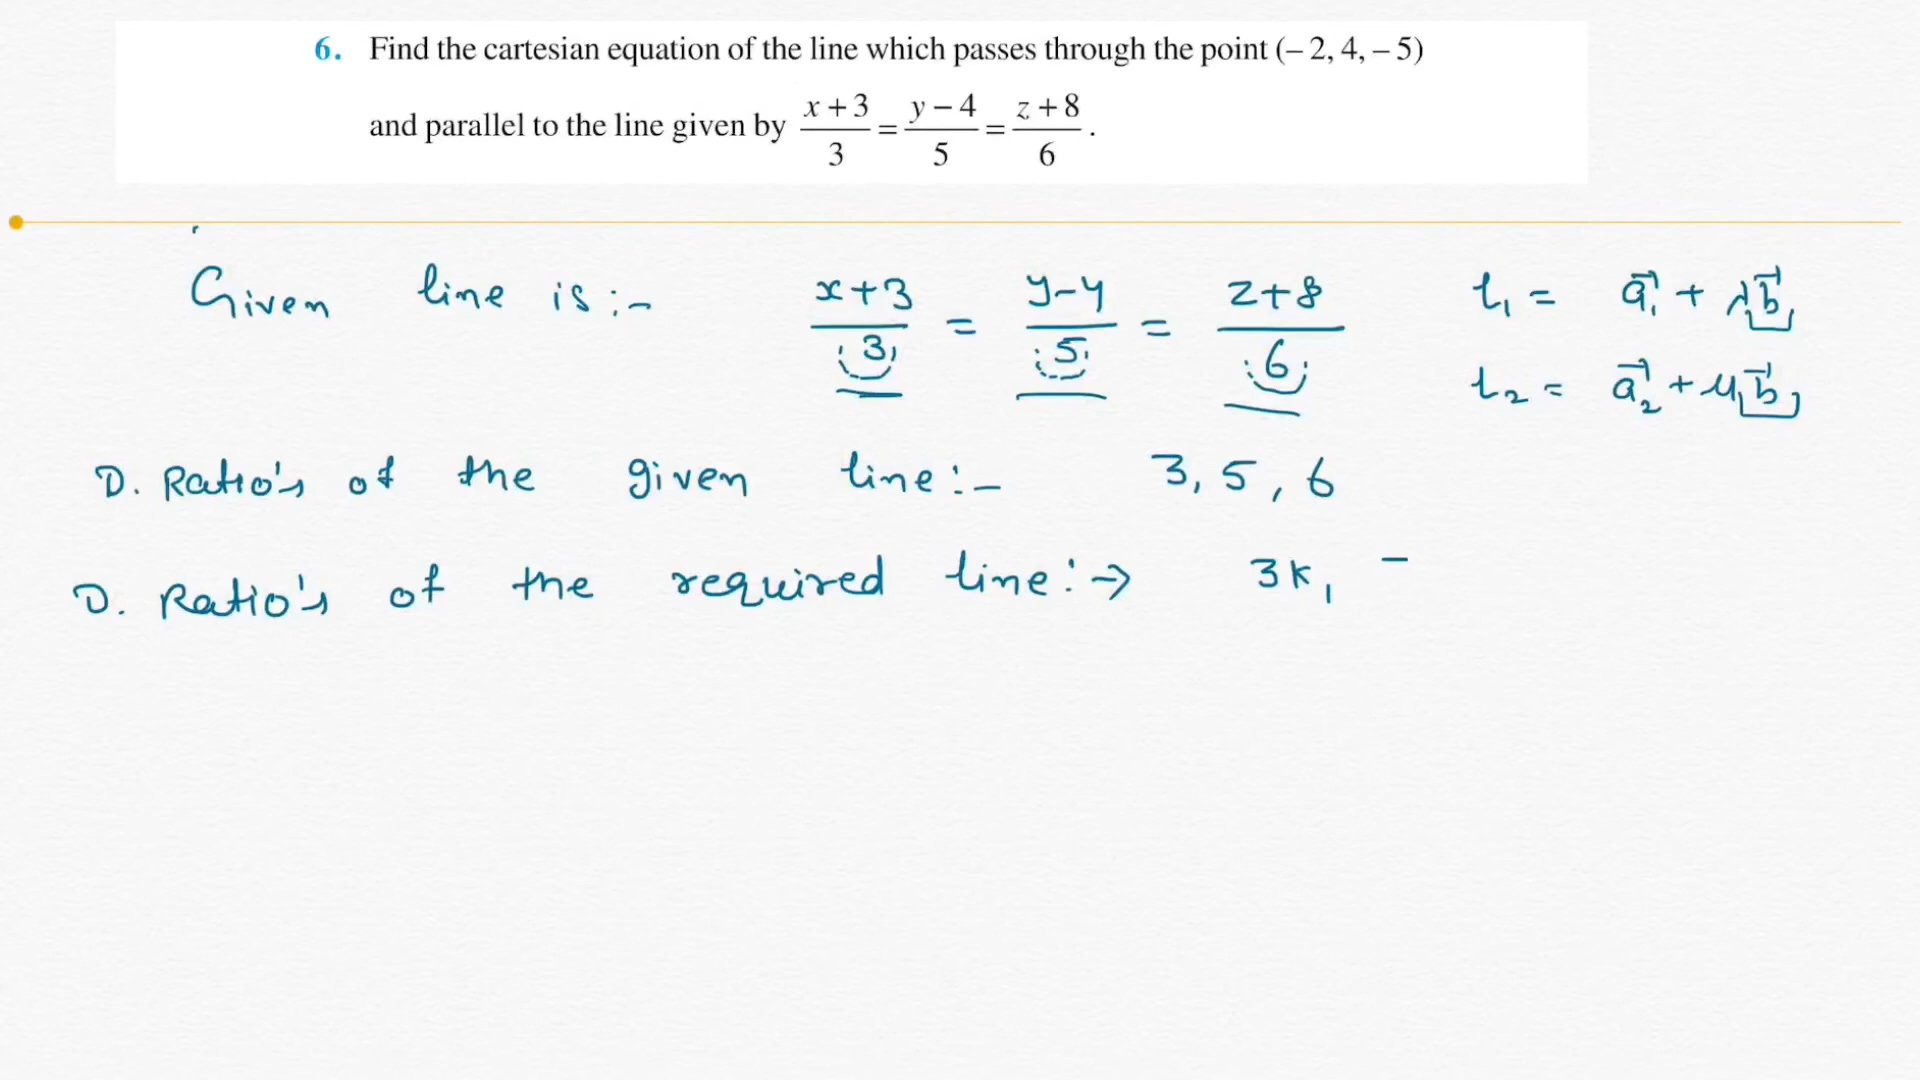 6. Find the cartesian equation of the line which passes through the point (– 2, 4, – 5)
and parallel to the line given by (x + 3)/3 = (y – 4)/5 = (z + 8)/6 .
Given line is :- (x+3)/3 = (y-4)/5 = (z+8)/6 l₁ = a⃗₁ + λb⃗,
l₂ = a⃗₂ + μb⃗,
D. Ratio's of the given line :- 3, 5, 6
D. Ratio's of the required line :→ 3k, –